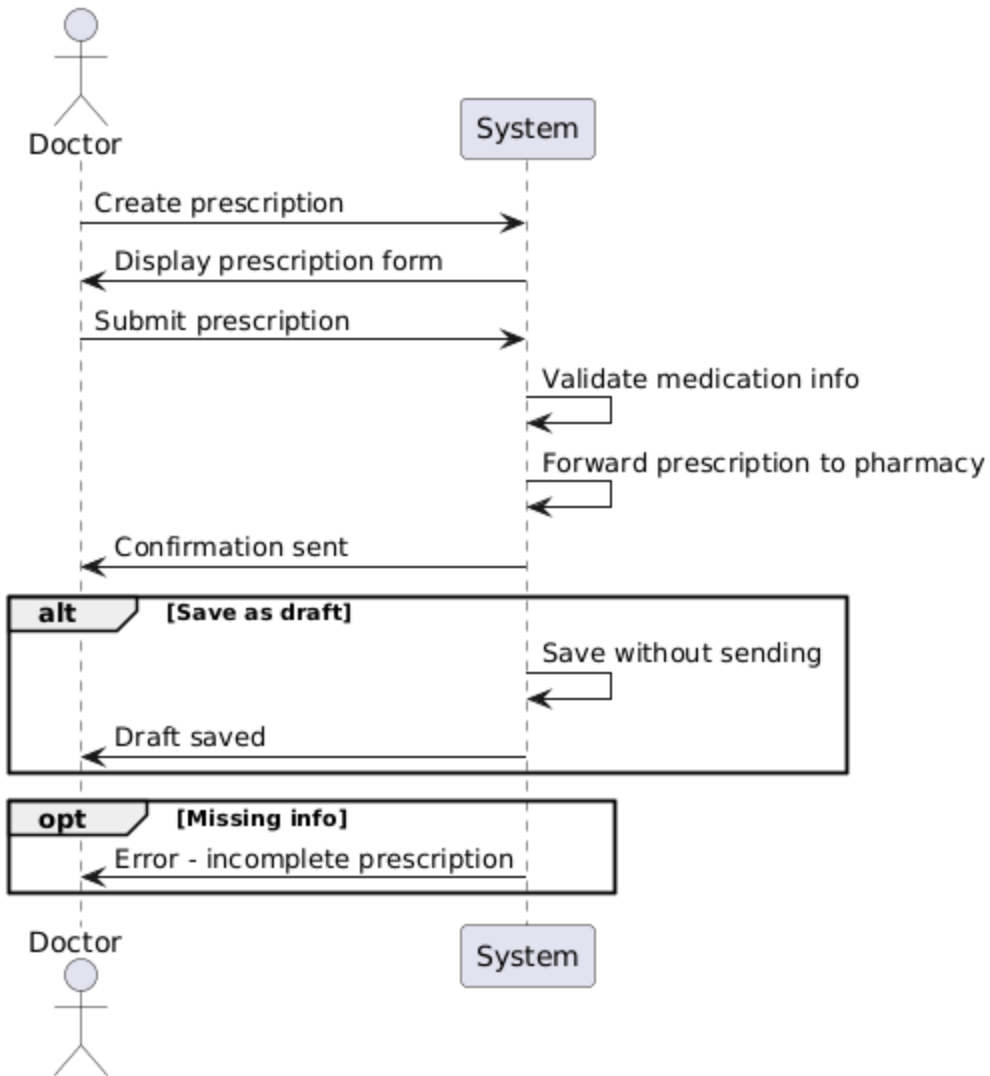 Doctor
System
Create prescription
Display prescription form
Submit prescription
Validate medication info
Forward prescription to pharmacy
Confirmation sent
alt [Save as draft]
Save without sending
Draft saved
opt [Missing info]
Error - incomplete prescription
Doctor
System